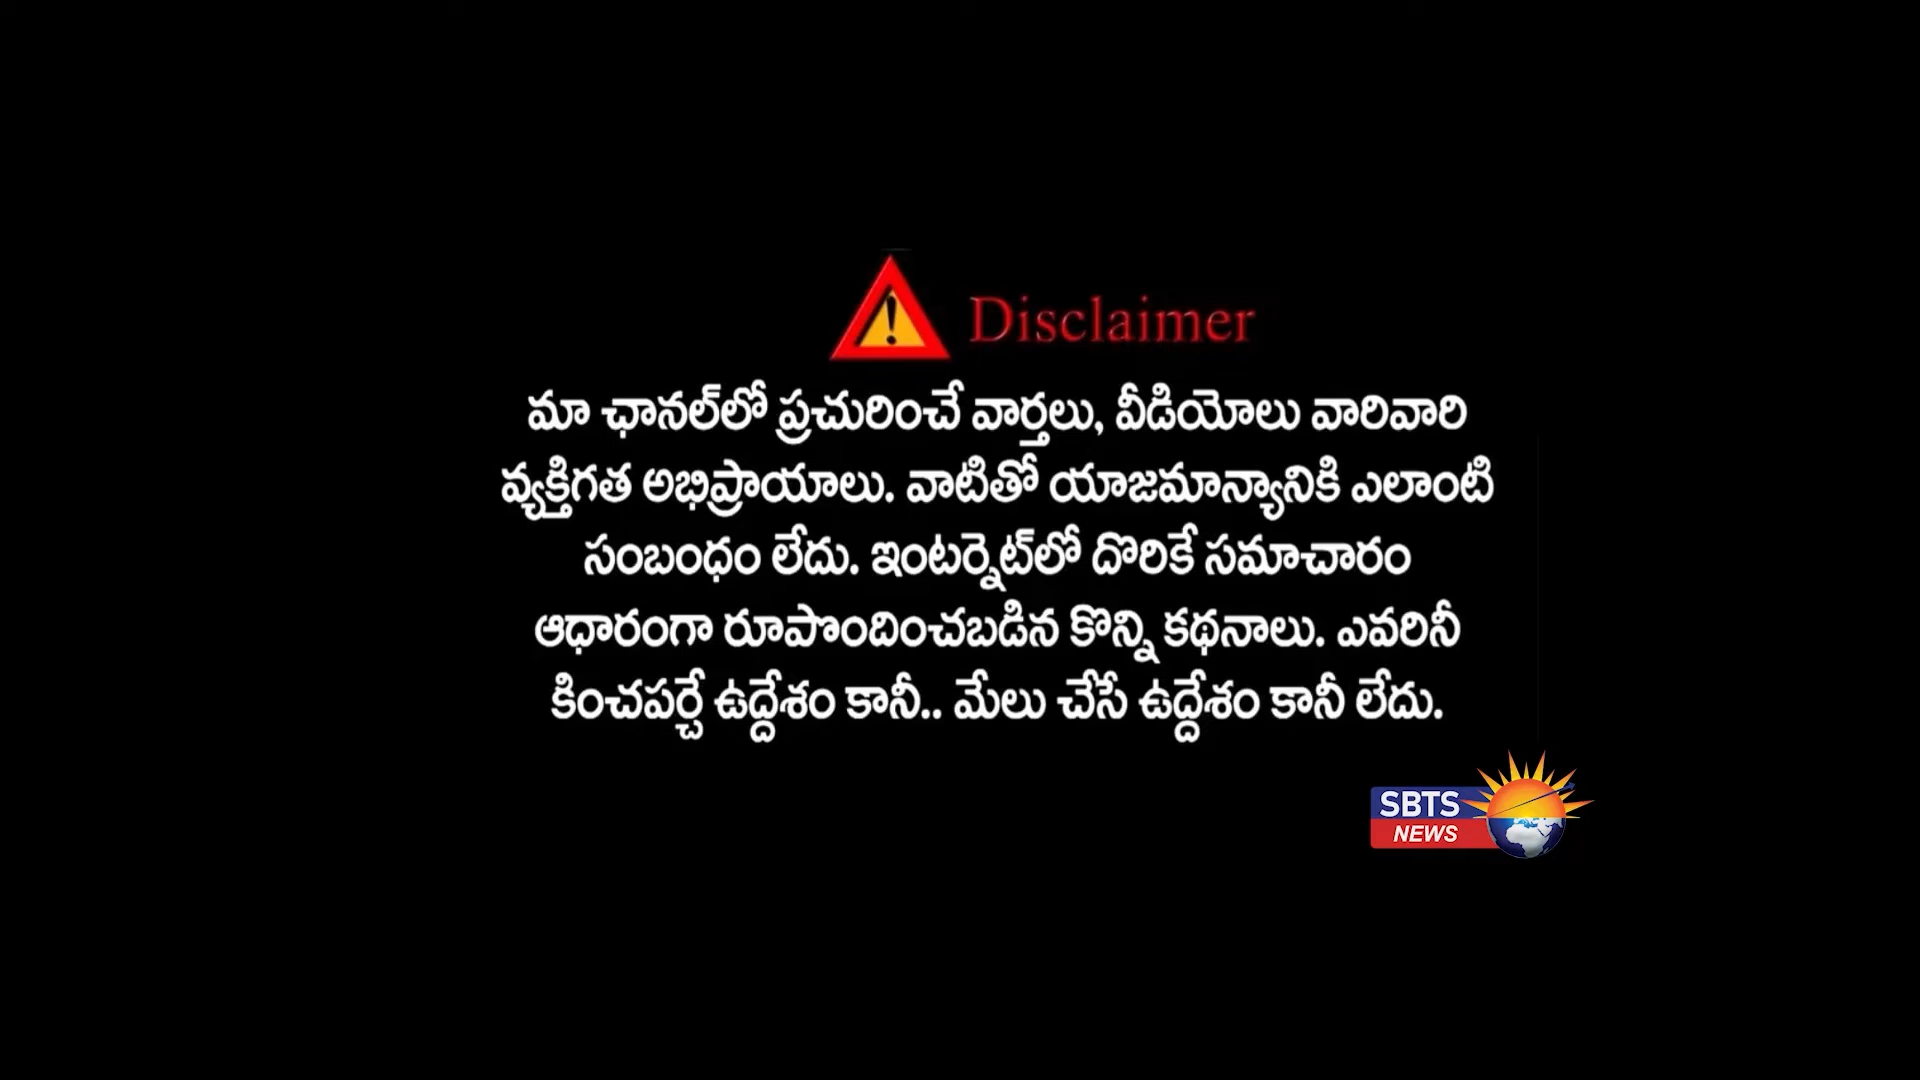 Disclaimer
మా ఛానల్‌లో ప్రచురించే వార్తలు, వీడియోలు వారివారి
వ్యక్తిగత అభిప్రాయాలు. వాటితో యాజమాన్యానికి ఎలాంటి
సంబంధం లేదు. ఇంటర్నెట్‌లో దొరికే సమాచారం
ఆధారంగా రూపొందించబడిన కొన్ని కథనాలు. ఎవరినీ
కించపర్చే ఉద్దేశం కానీ.. మేలు చేసే ఉద్దేశం కానీ లేదు.
SBTS
NEWS